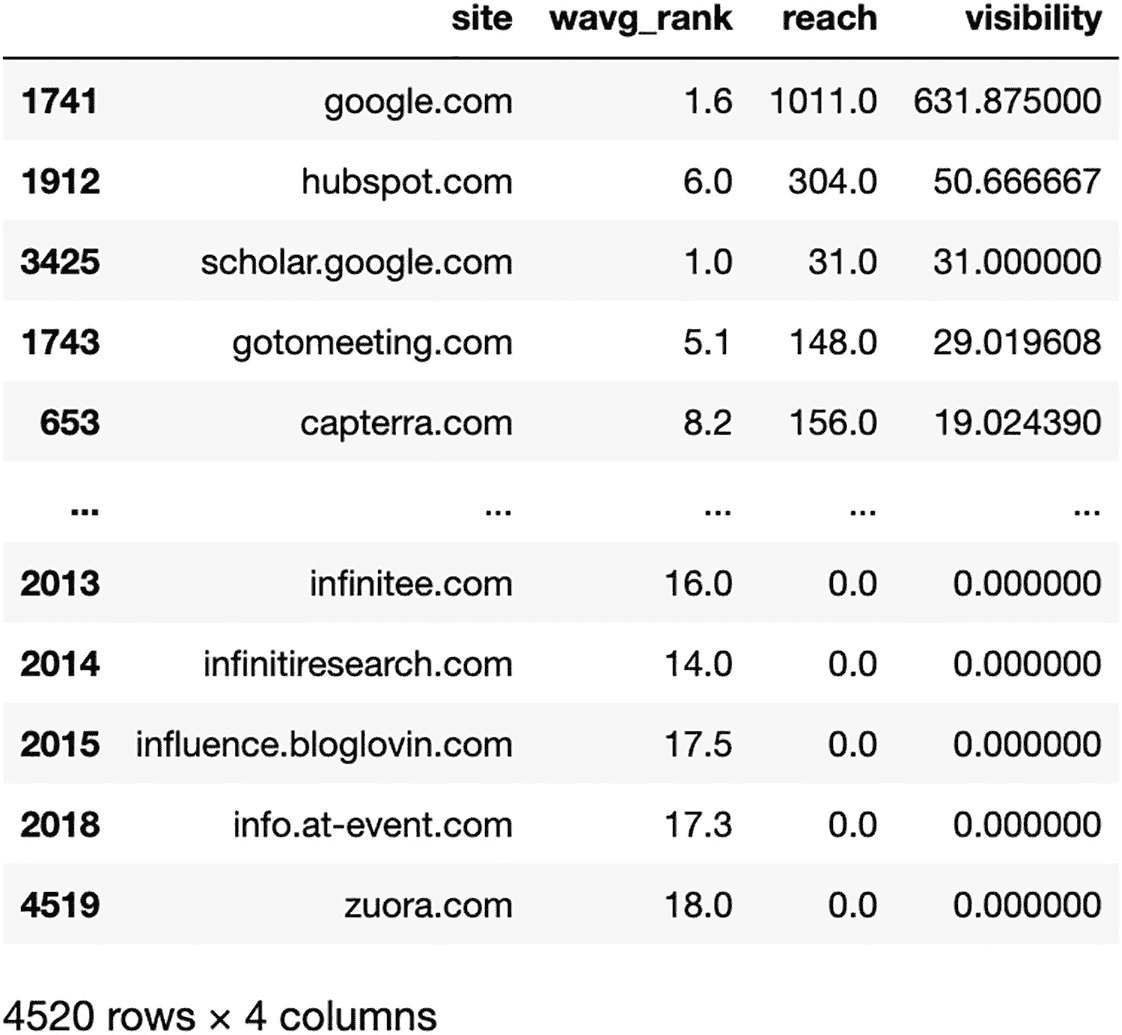 site wavg_rank reach visibility
1741 google.com 1.6 1011.0 631.875000
1912 hubspot.com 6.0 304.0 50.666667
3425 scholar.google.com 1.0 31.0 31.000000
1743 gotomeeting.com 5.1 148.0 29.019608
653 capterra.com 8.2 156.0 19.024390
... ... ... ... ...
2013 infinitee.com 16.0 0.0 0.000000
2014 infinitiresearch.com 14.0 0.0 0.000000
2015 influence.bloglovin.com 17.5 0.0 0.000000
2018 info.at-event.com 17.3 0.0 0.000000
4519 zuora.com 18.0 0.0 0.000000
4520 rows × 4 columns